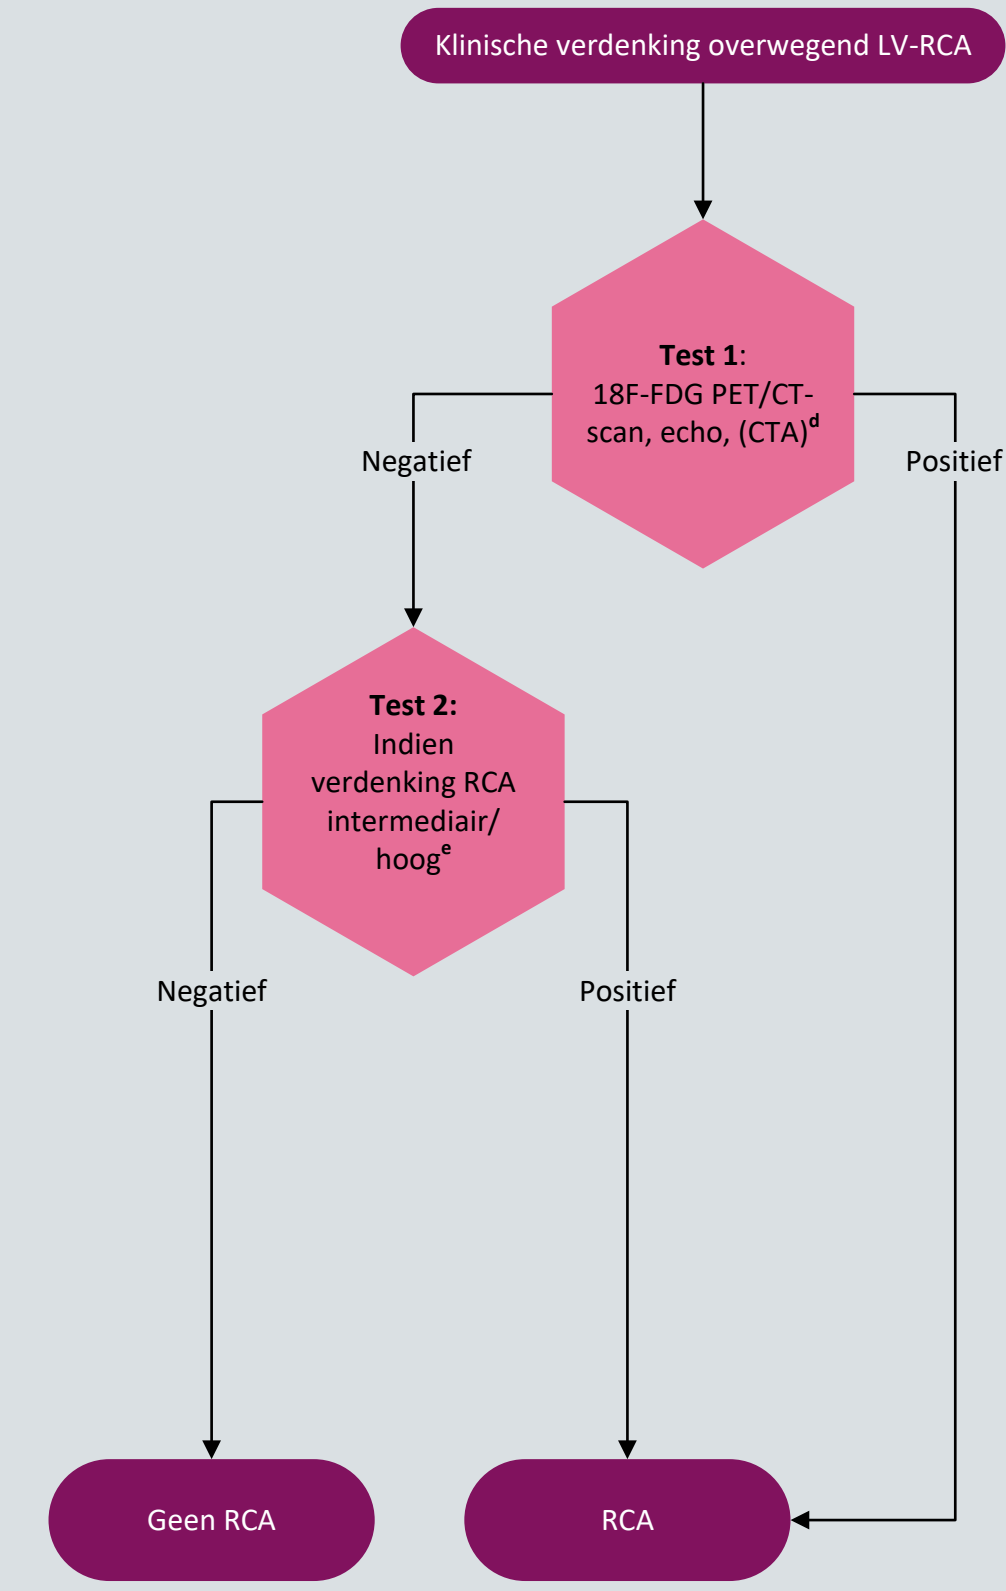 Klinische verdenking overwegend LV-RCA
Test 1:
18F-FDG PET/CT-
scan, echo, (CTA)d
Negatief
Positief
Test 2:
Indien
verdenking RCA
intermediair/
hooge
Negatief
Positief
Geen RCA
RCA